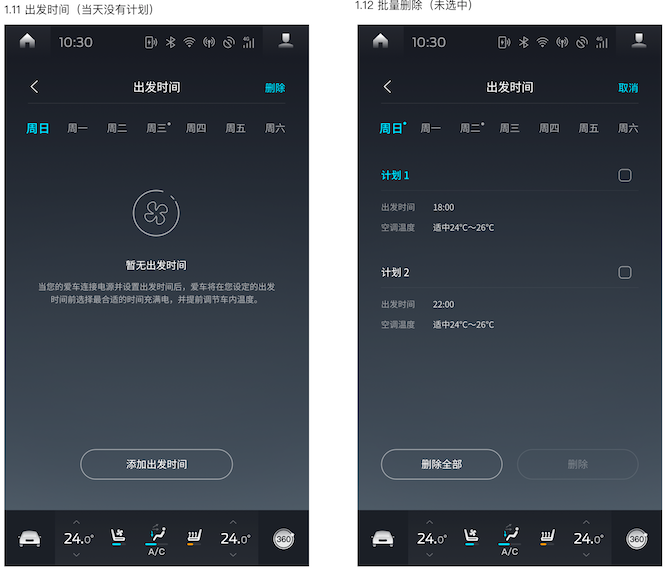 1.11 出发时间（当天没有计划）
10:30
4G
出发时间
删除
周日 周一 周二 周三 周四 周五 周六
暂无出发时间
当您的爱车连接电源并设置出发时间后，爱车将在您设定的出发
时间前选择最合适的时间充满电，并提前调节车内温度。
添加出发时间
24.0°
A/C
24.0°
360°
1.12 批量删除（未选中）
10:30
4G
出发时间
取消
周日 周一 周二 周三 周四 周五 周六
计划 1
出发时间 18:00
空调温度 适中24°C～26°C
计划 2
出发时间 22:00
空调温度 适中24°C～26°C
删除全部
删除
24.0°
A/C
24.0°
360°